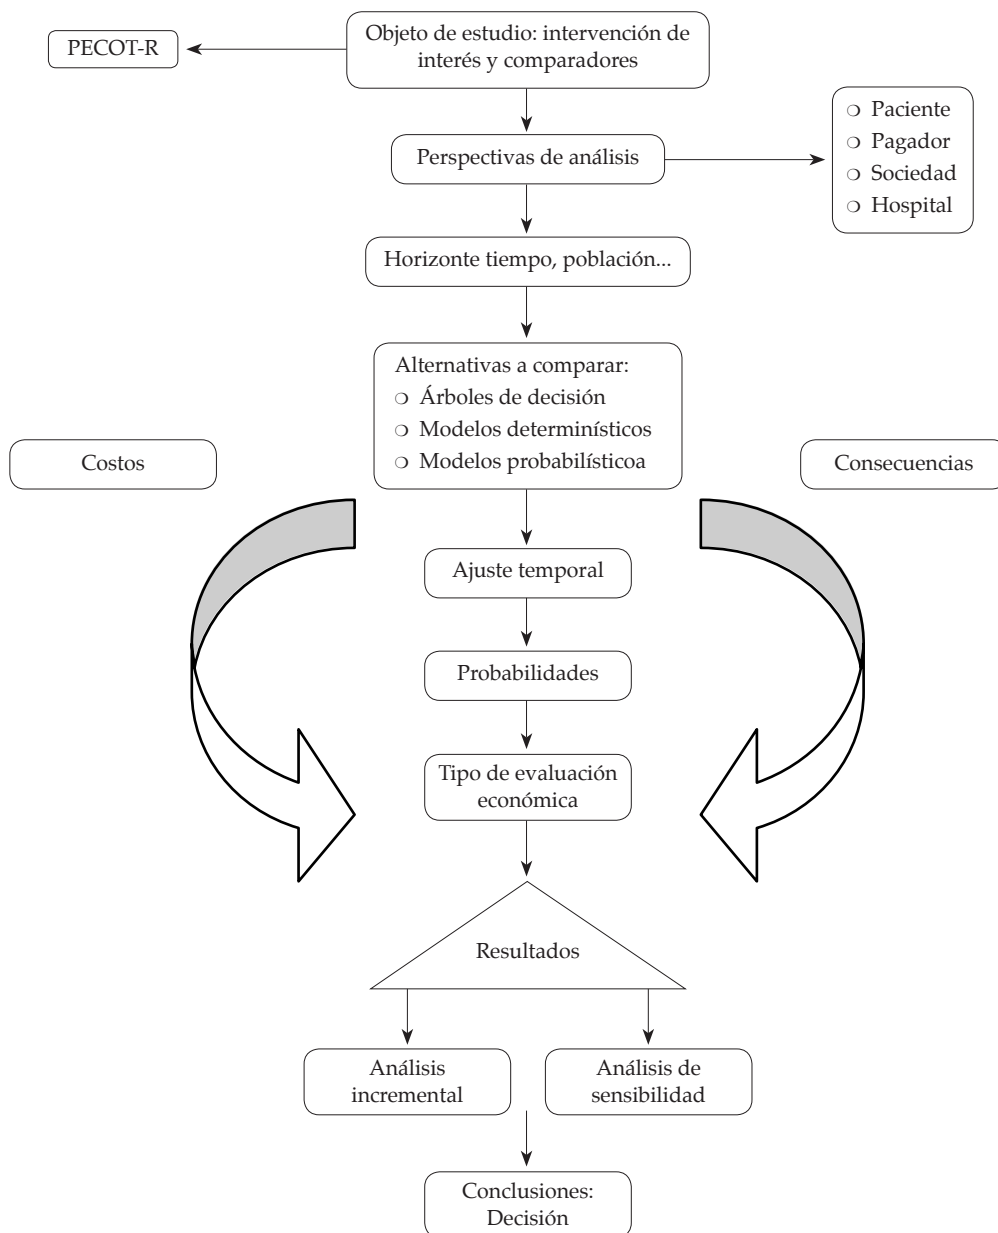 PECOT-R
Objeto de estudio: intervención de
interés y comparadores
Perspectivas de análisis
❍ Paciente
❍ Pagador
❍ Sociedad
❍ Hospital
Horizonte tiempo, población...
Alternativas a comparar:
❍ Árboles de decisión
❍ Modelos determinísticos
❍ Modelos probabilísticoa
Costos
Consecuencias
Ajuste temporal
Probabilidades
Tipo de evaluación
económica
Resultados
Análisis
incremental
Análisis de
sensibilidad
Conclusiones:
Decisión